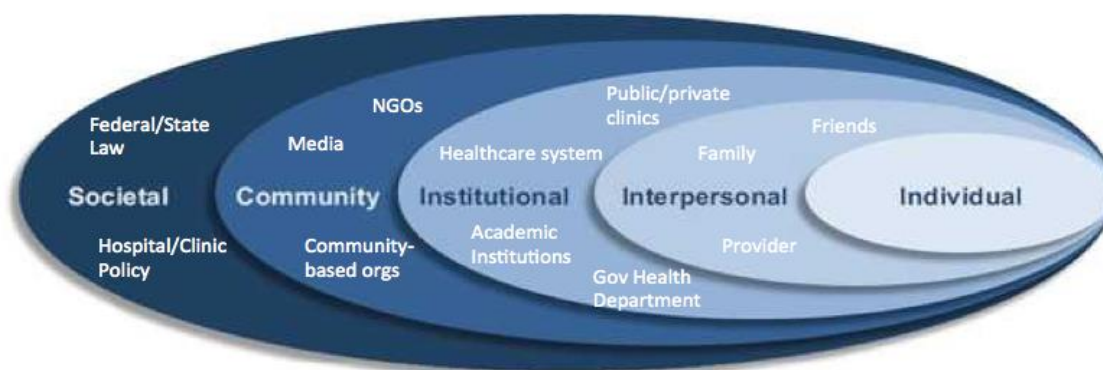 Federal/State
Law
Societal
Hospital/Clinic
Policy
NGOs
Media
Community
Community-
based orgs
Public/private
clinics
Healthcare system
Institutional
Academic
Institutions
Gov Health
Department
Friends
Family
Interpersonal
Provider
Individual